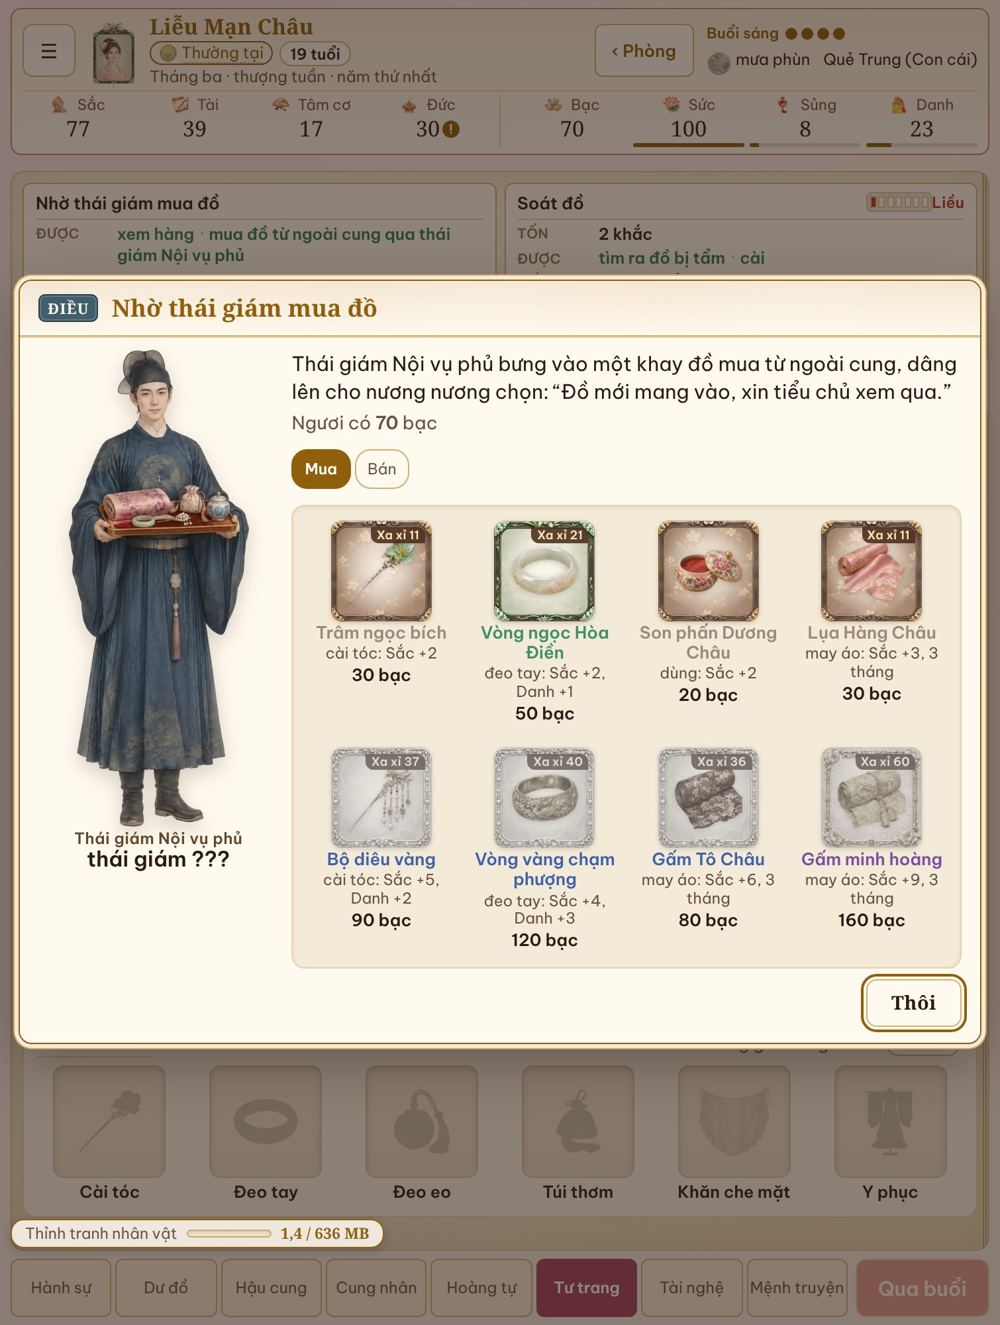 ☰
Liễu Mạn Châu
Thường tại
19 tuổi
Tháng ba · thượng tuần · năm thứ nhất
‹ Phòng
Buổi sáng
mưa phùn Quẻ Trung (Con cái)
Sắc
77
Tài
39
Tâm cơ
17
Đức
30 !
Bạc
70
Sức
100
Sủng
8
Danh
23
Nhờ thái giám mua đồ
ĐƯỢC xem hàng · mua đồ từ ngoài cung qua thái
giám Nội vụ phủ
Soát đồ
Liều
TỐN 2 khắc
ĐƯỢC tìm ra đồ bị tẩm · cài
ĐIỀU
Nhờ thái giám mua đồ
Thái giám Nội vụ phủ bưng vào một khay đồ mua từ ngoài cung, dâng
lên cho nương nương chọn: “Đồ mới mang vào, xin tiểu chủ xem qua.”
Ngươi có 70 bạc
Mua
Bán
Xa xỉ 11
Trâm ngọc bích
cài tóc: Sắc +2
30 bạc
Xa xỉ 21
Vòng ngọc Hòa
Điền
đeo tay: Sắc +2,
Danh +1
50 bạc
Son phấn Dương
Châu
dùng: Sắc +2
20 bạc
Xa xỉ 11
Lụa Hàng Châu
may áo: Sắc +3, 3
tháng
30 bạc
Xa xỉ 37
Bộ diêu vàng
cài tóc: Sắc +5,
Danh +2
90 bạc
Xa xỉ 40
Vòng vàng chạm
phượng
đeo tay: Sắc +4,
Danh +3
120 bạc
Xa xỉ 36
Gấm Tô Châu
may áo: Sắc +6, 3
tháng
80 bạc
Xa xỉ 60
Gấm minh hoàng
may áo: Sắc +9, 3
tháng
160 bạc
Thái giám Nội vụ phủ
thái giám ???
Thôi
Cài tóc
Đeo tay
Đeo eo
Túi thơm
Khăn che mặt
Y phục
Thỉnh tranh nhân vật 1,4 / 636 MB
Hành sự
Dư đồ
Hậu cung
Cung nhân
Hoàng tự
Tư trang
Tài nghệ
Mệnh truyện
Qua buổi